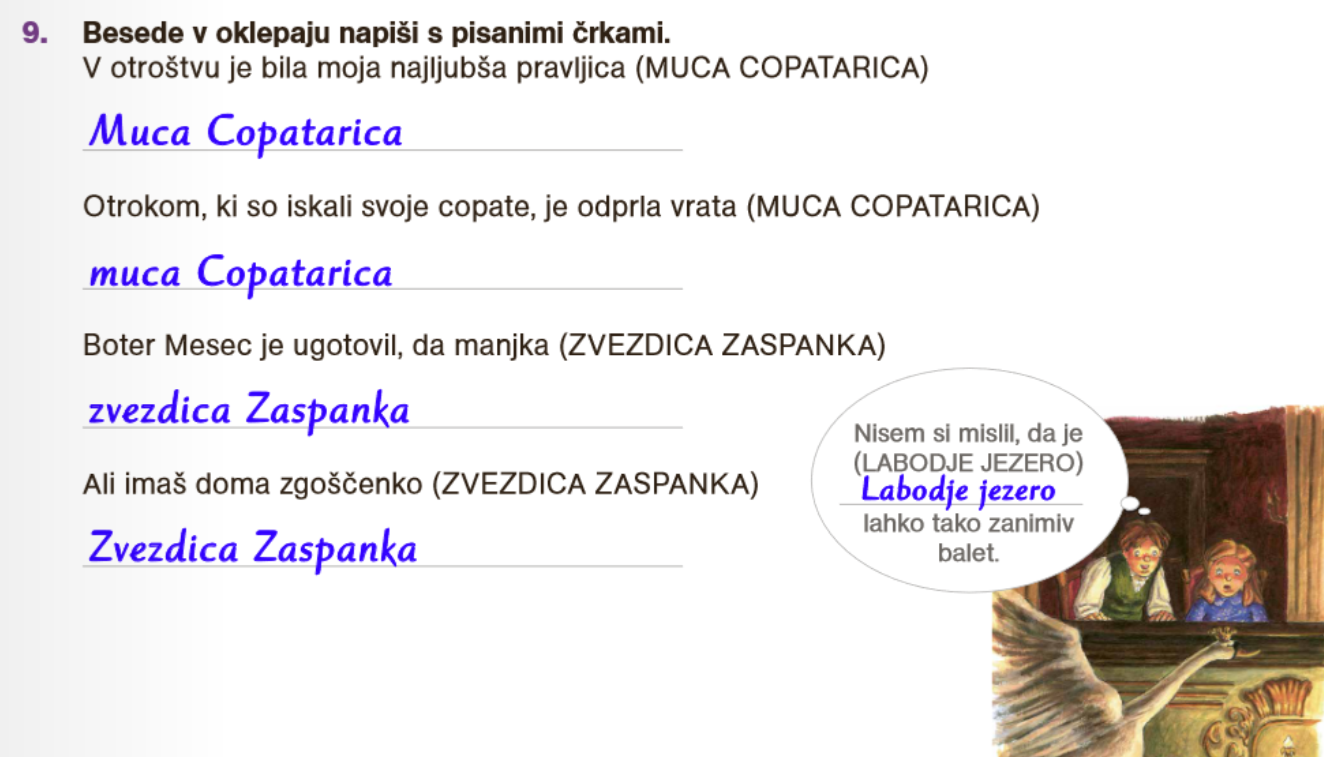 9. Besede v oklepaju napiši s pisanimi črkami.
V otroštvu je bila moja najljubša pravljica (MUCA COPATARICA)
Muca Copatarica
Otrokom, ki so iskali svoje copate, je odprla vrata (MUCA COPATARICA)
muca Copatarica
Boter Mesec je ugotovil, da manjka (ZVEZDICA ZASPANKA)
zvezdica Zaspanka
Ali imaš doma zgoščenko (ZVEZDICA ZASPANKA)
Zvezdica Zaspanka
Nisem si mislil, da je
(LABODJE JEZERO)
Labodje jezero
lahko tako zanimiv
balet.